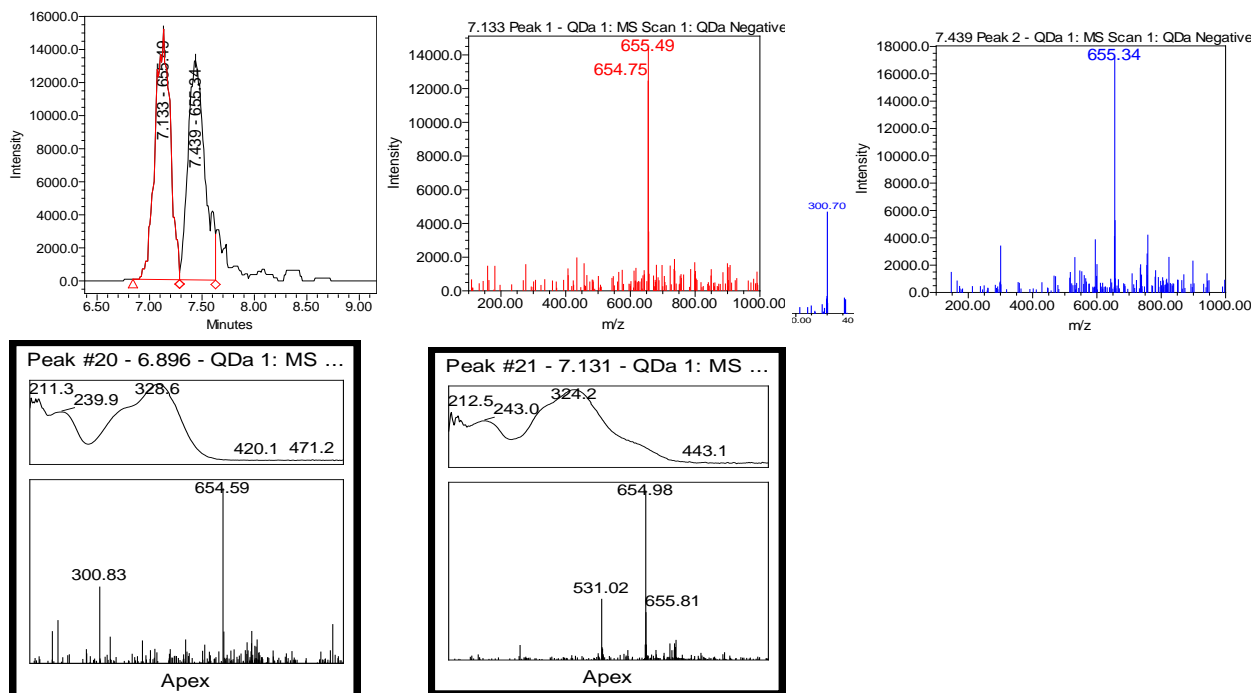 16000.0
14000.0
12000.0
10000.0
8000.0
6000.0
4000.0
2000.0
0.0
Intensity
7.133 - 655.49
7.439 - 655.34
6.50 7.00 7.50 8.00 8.50 9.00
Minutes
7.133 Peak 1 - QDa 1: MS Scan 1: QDa Negative
655.49
654.75
14000.0
12000.0
10000.0
8000.0
6000.0
4000.0
2000.0
0.0
Intensity
200.00 400.00 600.00 800.00 1000.00
m/z
300.70
0.00 40
7.439 Peak 2 - QDa 1: MS Scan 1: QDa Negative
655.34
18000.0
16000.0
14000.0
12000.0
10000.0
8000.0
6000.0
4000.0
2000.0
0.0
Intensity
200.00 400.00 600.00 800.00 1000.00
m/z
Peak #20 - 6.896 - QDa 1: MS ...
211.3 239.9 328.6 420.1 471.2
654.59
300.83
Apex
Peak #21 - 7.131 - QDa 1: MS ...
212.5 243.0 324.2 443.1
654.98
531.02
655.81
Apex